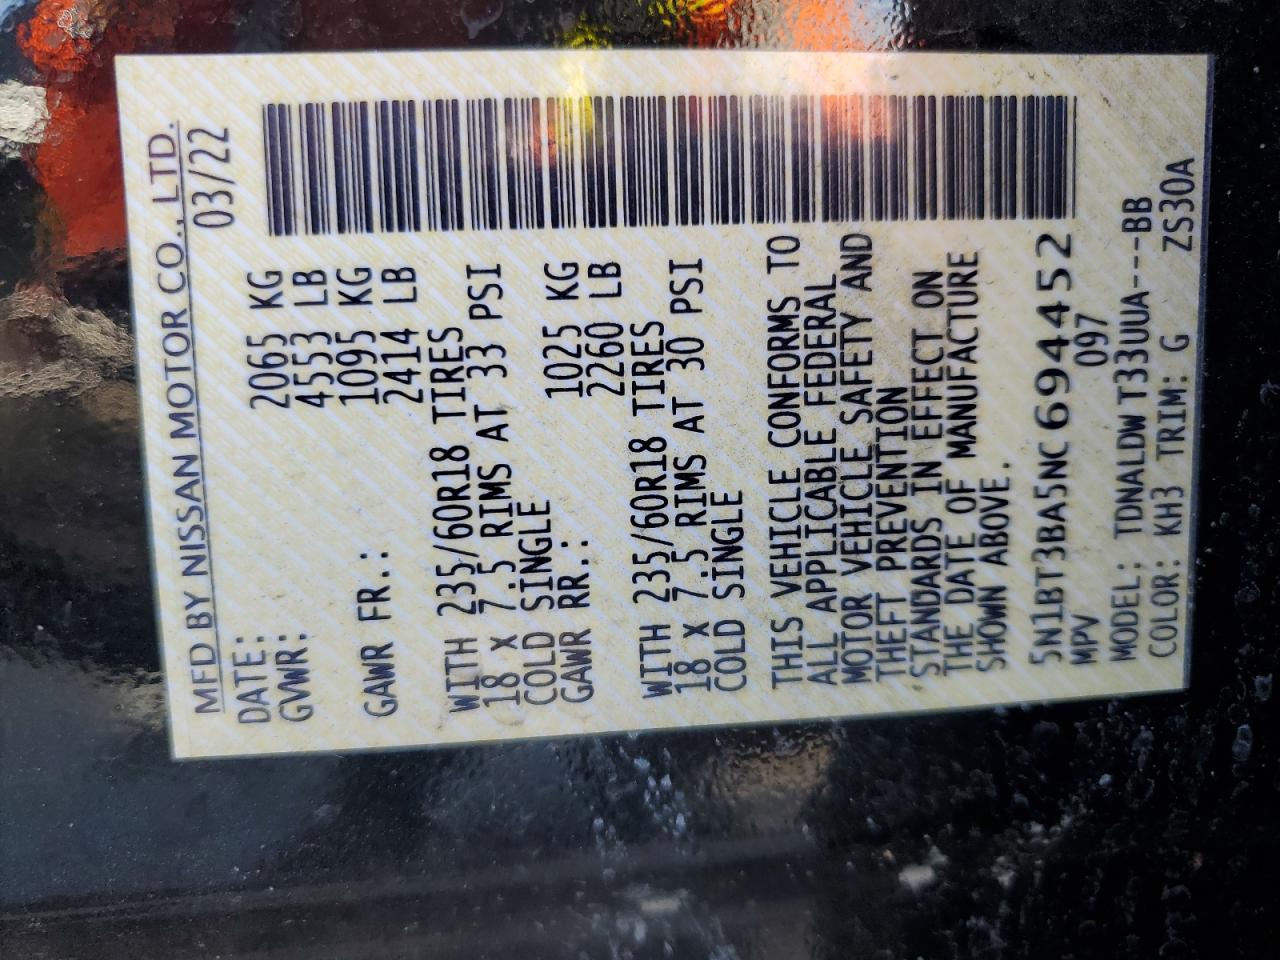 MFD BY NISSAN MOTOR CO., LTD.
DATE: 03/22
GVWR: 2065 KG
4553 LB
GAWR FR.: 1095 KG
2414 LB
WITH 235/60R18 TIRES
18 X 7.5 RIMS AT 33 PSI
COLD SINGLE
GAWR RR.: 1025 KG
2260 LB
WITH 235/60R18 TIRES
18 X 7.5 RIMS AT 30 PSI
COLD SINGLE
THIS VEHICLE CONFORMS TO
ALL APPLICABLE FEDERAL
MOTOR VEHICLE SAFETY AND
THEFT PREVENTION
STANDARDS IN EFFECT ON
THE DATE OF MANUFACTURE
SHOWN ABOVE.
5N1BT3BA5NC694452
MPV 097
MODEL: TDNALDW T33UUA---BB
COLOR: KH3 TRIM: G ZS30A